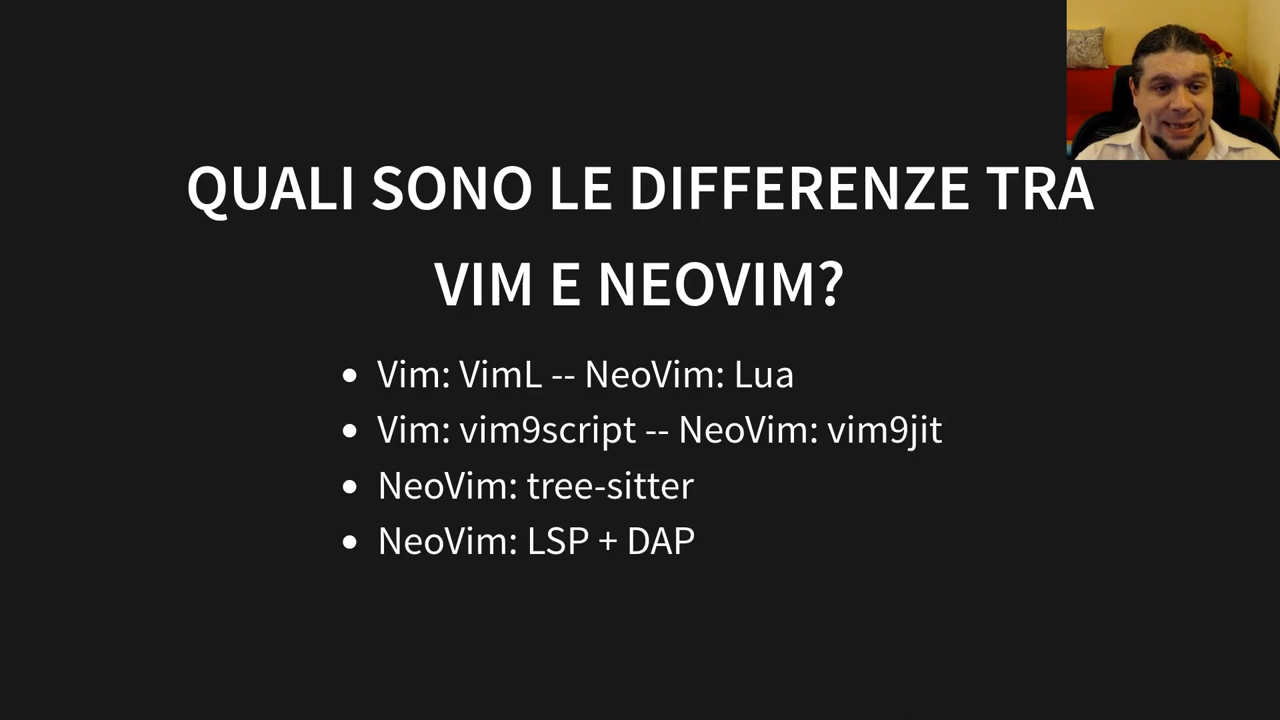 QUALI SONO LE DIFFERENZE TRA
VIM E NEOVIM?
• Vim: VimL -- NeoVim: Lua
• Vim: vim9script -- NeoVim: vim9jit
• NeoVim: tree-sitter
• NeoVim: LSP + DAP